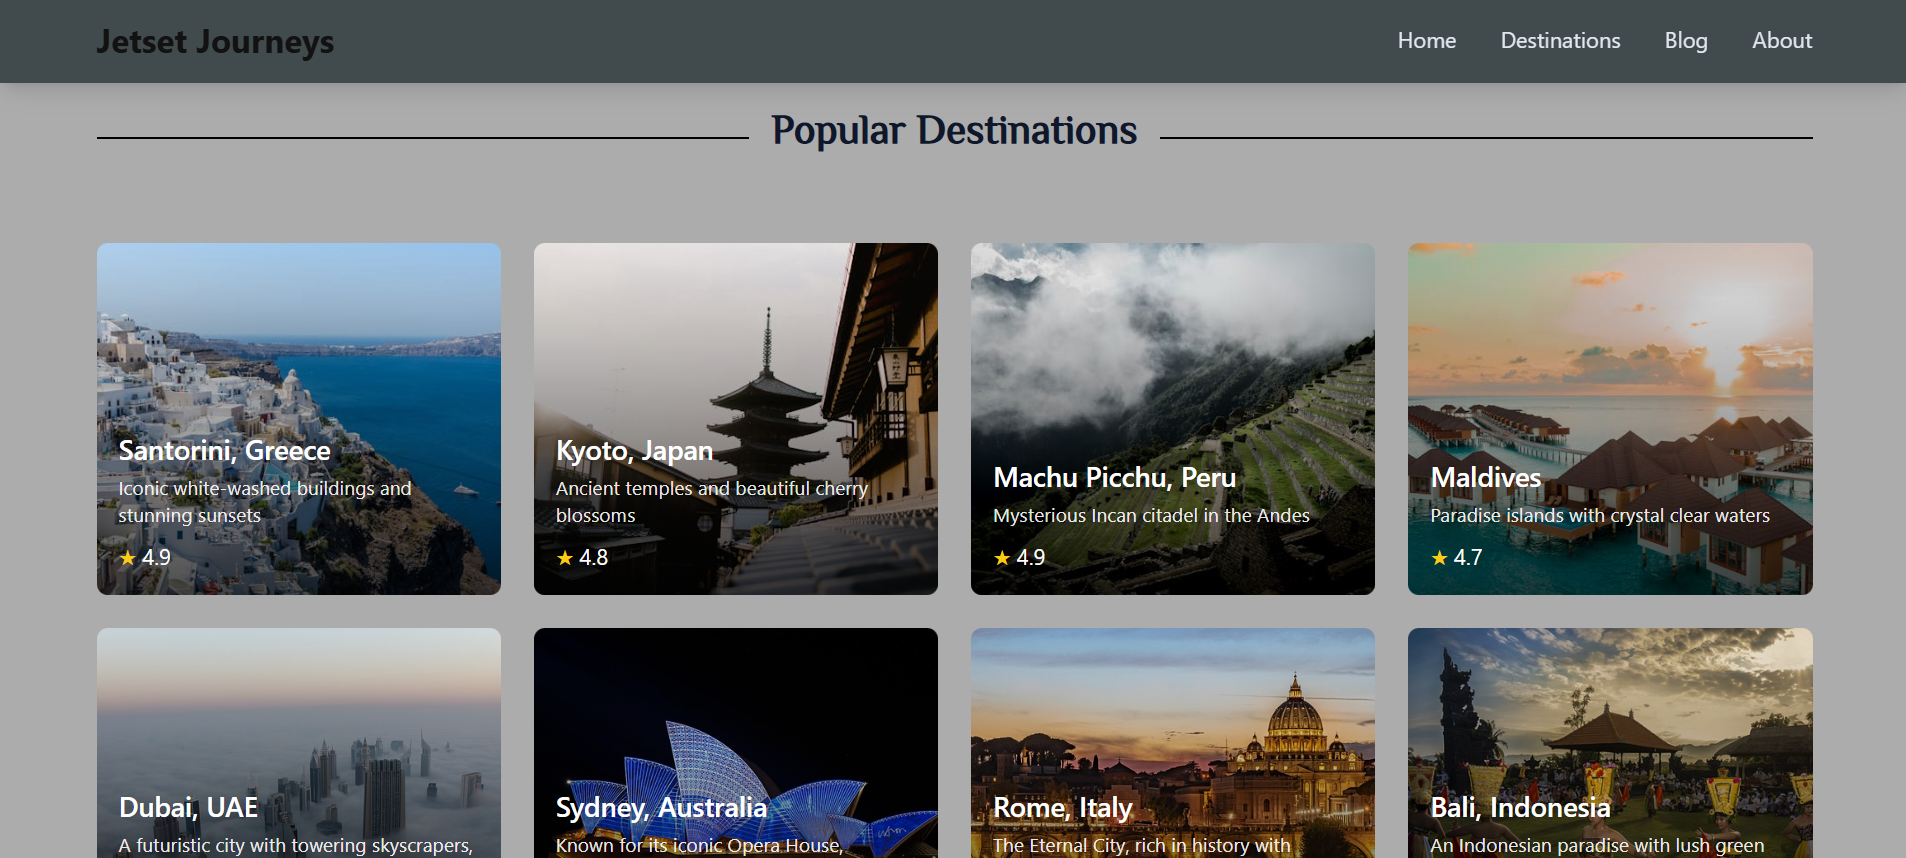 Jetset Journeys
Home Destinations Blog About
Popular Destinations
Santorini, Greece
Iconic white-washed buildings and
stunning sunsets
★ 4.9
Kyoto, Japan
Ancient temples and beautiful cherry
blossoms
★ 4.8
Machu Picchu, Peru
Mysterious Incan citadel in the Andes
★ 4.9
Maldives
Paradise islands with crystal clear waters
★ 4.7
Dubai, UAE
A futuristic city with towering skyscrapers,
Sydney, Australia
Known for its iconic Opera House,
Rome, Italy
The Eternal City, rich in history with
Bali, Indonesia
An Indonesian paradise with lush green